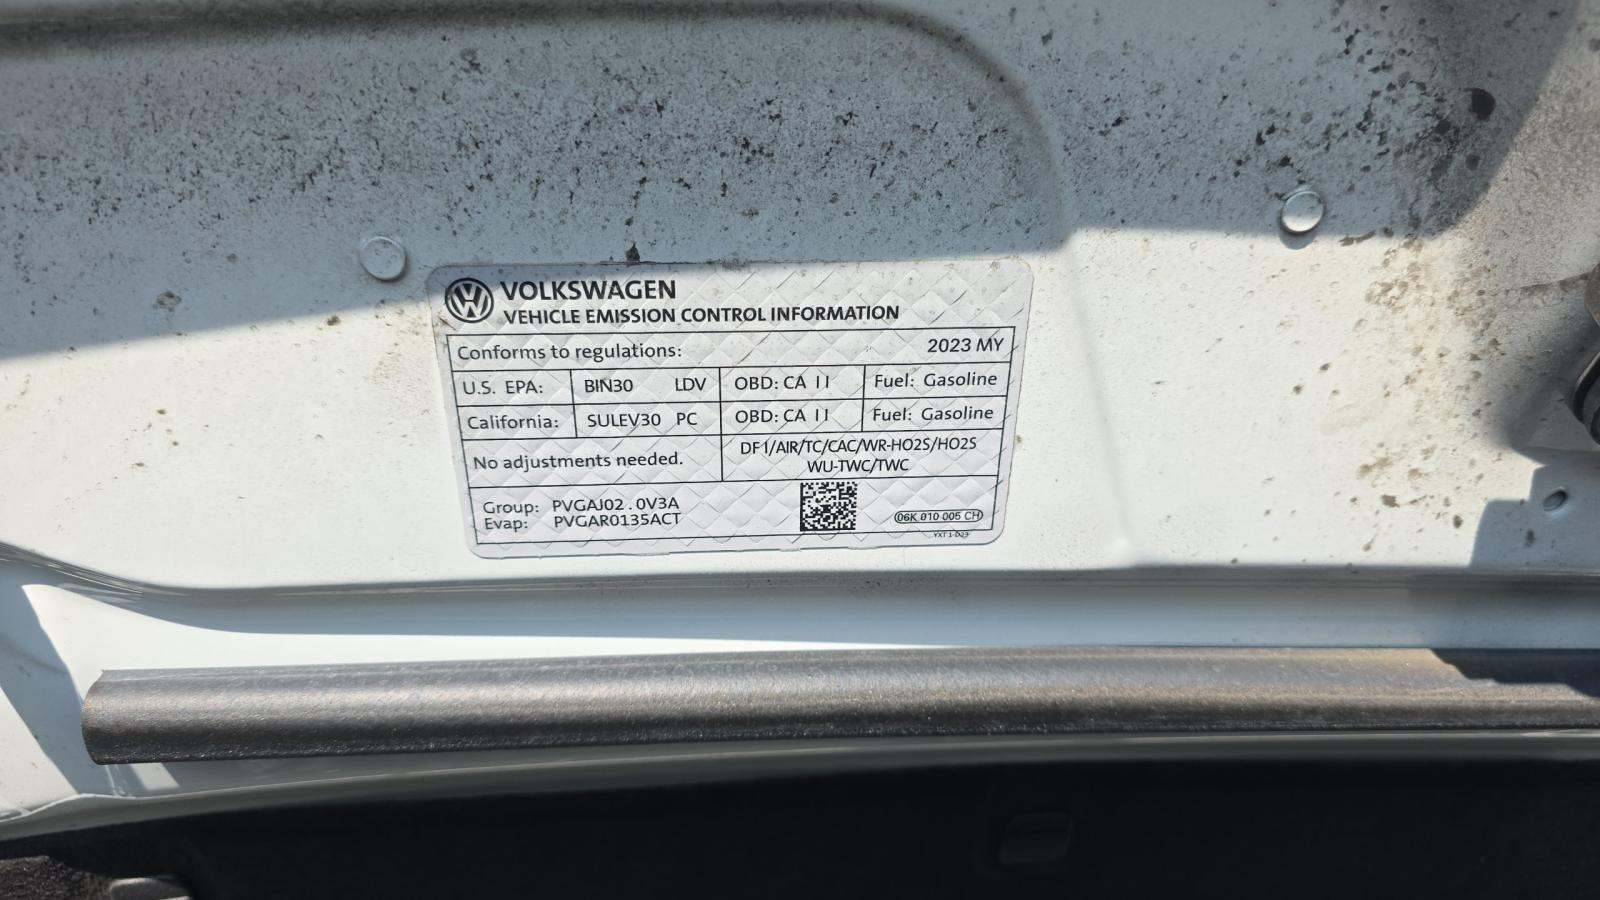 VOLKSWAGEN
VEHICLE EMISSION CONTROL INFORMATION
Conforms to regulations: 2023 MY
U.S. EPA: BIN30 LDV OBD: CA II Fuel: Gasoline
California: SULEV30 PC OBD: CA II Fuel: Gasoline
No adjustments needed. DF1/AIR/TC/CAC/WR-HO2S/HO2S
WU-TWC/TWC
Group: PVGAJ02.0V3A
Evap: PVGAR0135ACT
06K 010 005 CH